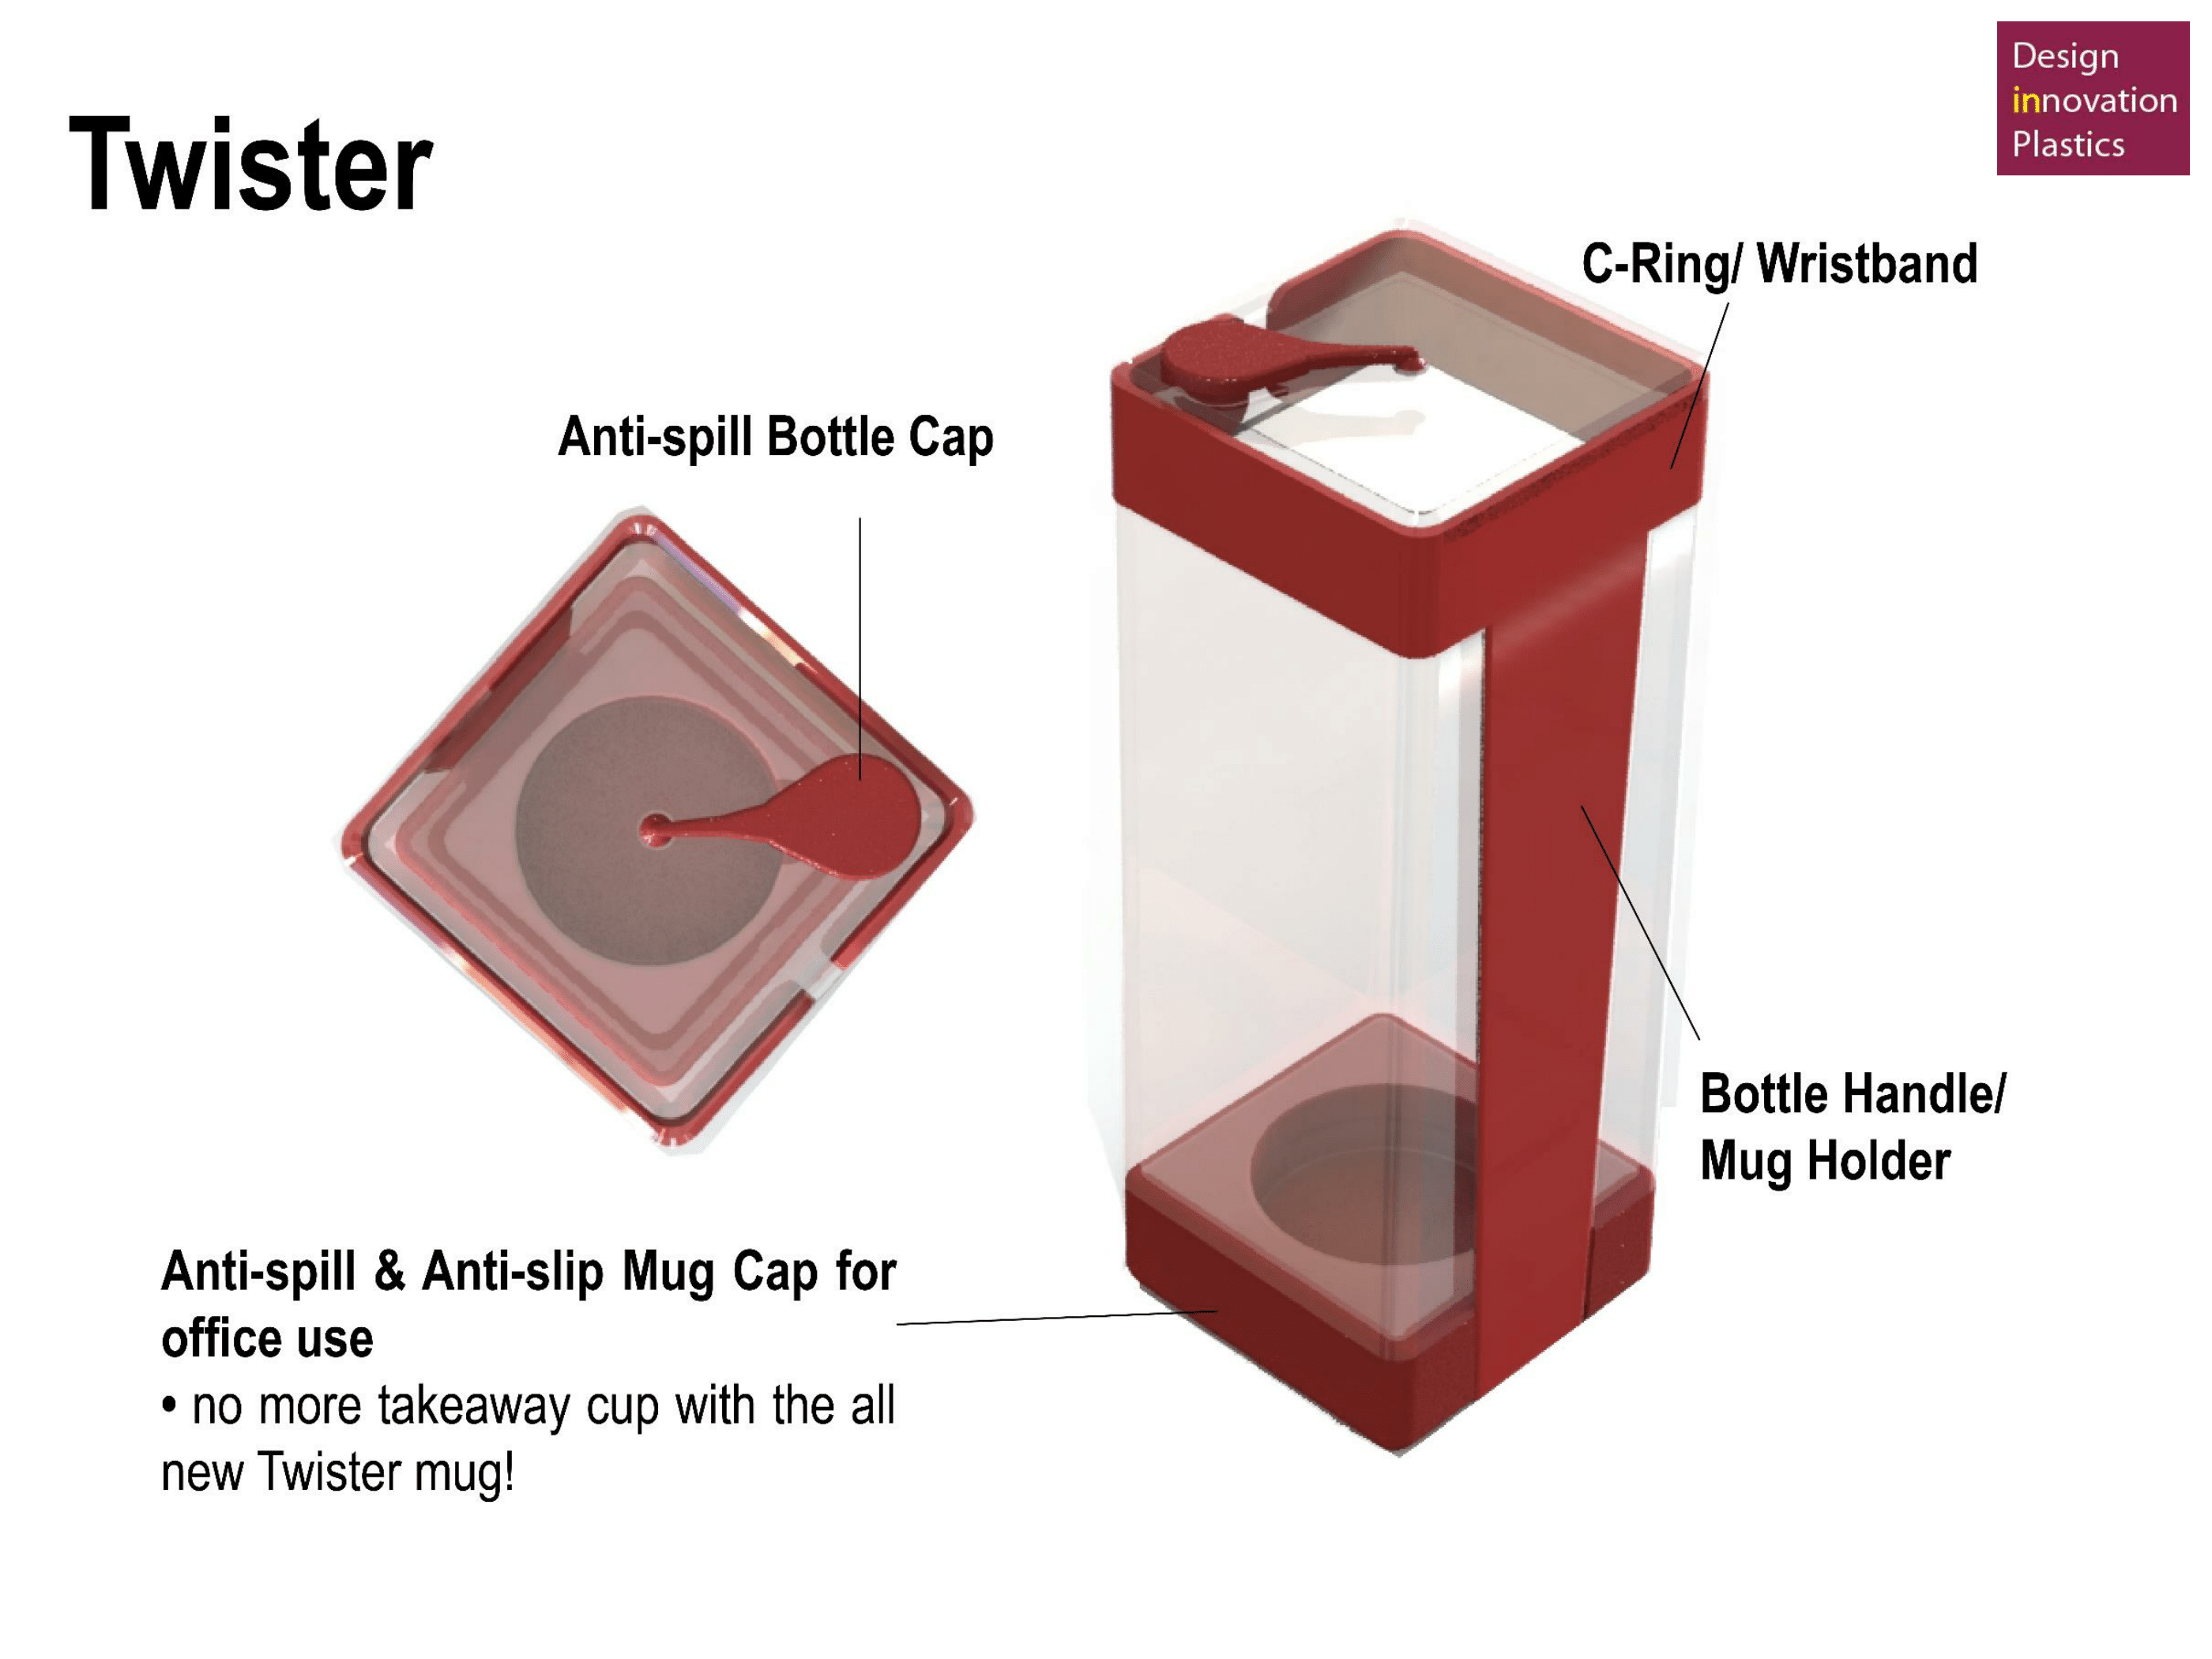 Design
innovation
Plastics
Twister
C-Ring/ Wristband
Anti-spill Bottle Cap
Bottle Handle/
Mug Holder
Anti-spill & Anti-slip Mug Cap for
office use
• no more takeaway cup with the all
new Twister mug!